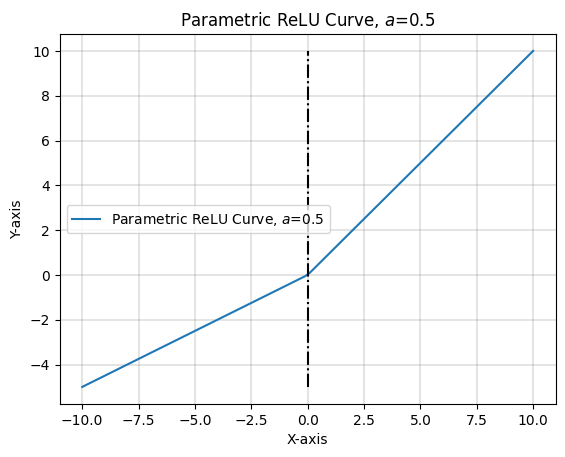 Parametric ReLU Curve, a=0.5
10
8
6
4
2
0
−2
−4
Y-axis
Parametric ReLU Curve, a=0.5
−10.0 −7.5 −5.0 −2.5 0.0 2.5 5.0 7.5 10.0
X-axis